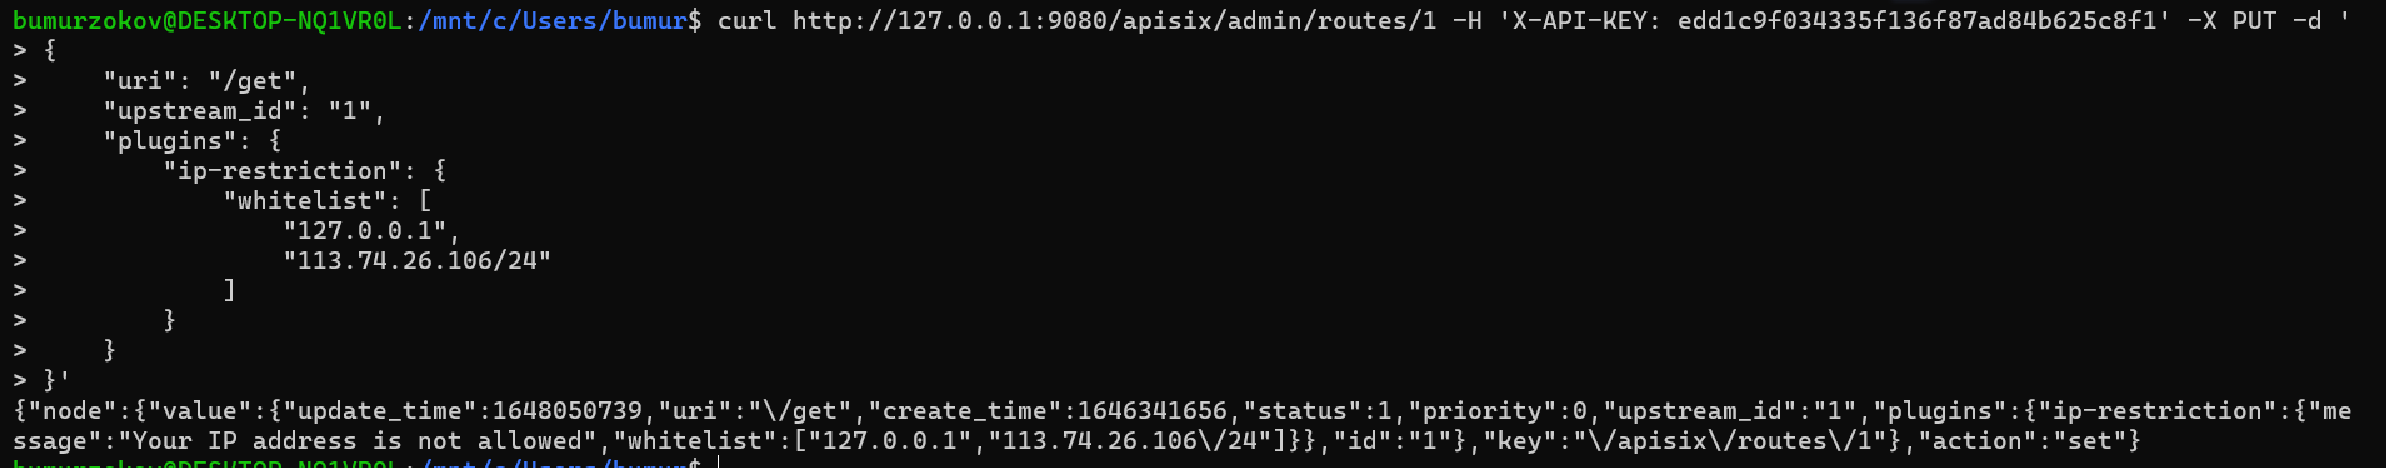 bumurzokov@DESKTOP-NQ1VR0L:/mnt/c/Users/bumur$ curl http://127.0.0.1:9080/apisix/admin/routes/1 -H 'X-API-KEY: edd1c9f034335f136f87ad84b625c8f1' -X PUT -d '
> {
>     "uri": "/get",
>     "upstream_id": "1",
>     "plugins": {
>         "ip-restriction": {
>             "whitelist": [
>                 "127.0.0.1",
>                 "113.74.26.106/24"
>             ]
>         }
>     }
> }'
{"node":{"value":{"update_time":1648050739,"uri":"\/get","create_time":1646341656,"status":1,"priority":0,"upstream_id":"1","plugins":{"ip-restriction":{"me
ssage":"Your IP address is not allowed","whitelist":["127.0.0.1","113.74.26.106\/24"]}},"id":"1"},"key":"\/apisix\/routes\/1"},"action":"set"}
bumurzokov@DESKTOP-NQ1VR0L:/mnt/c/Users/bumur$